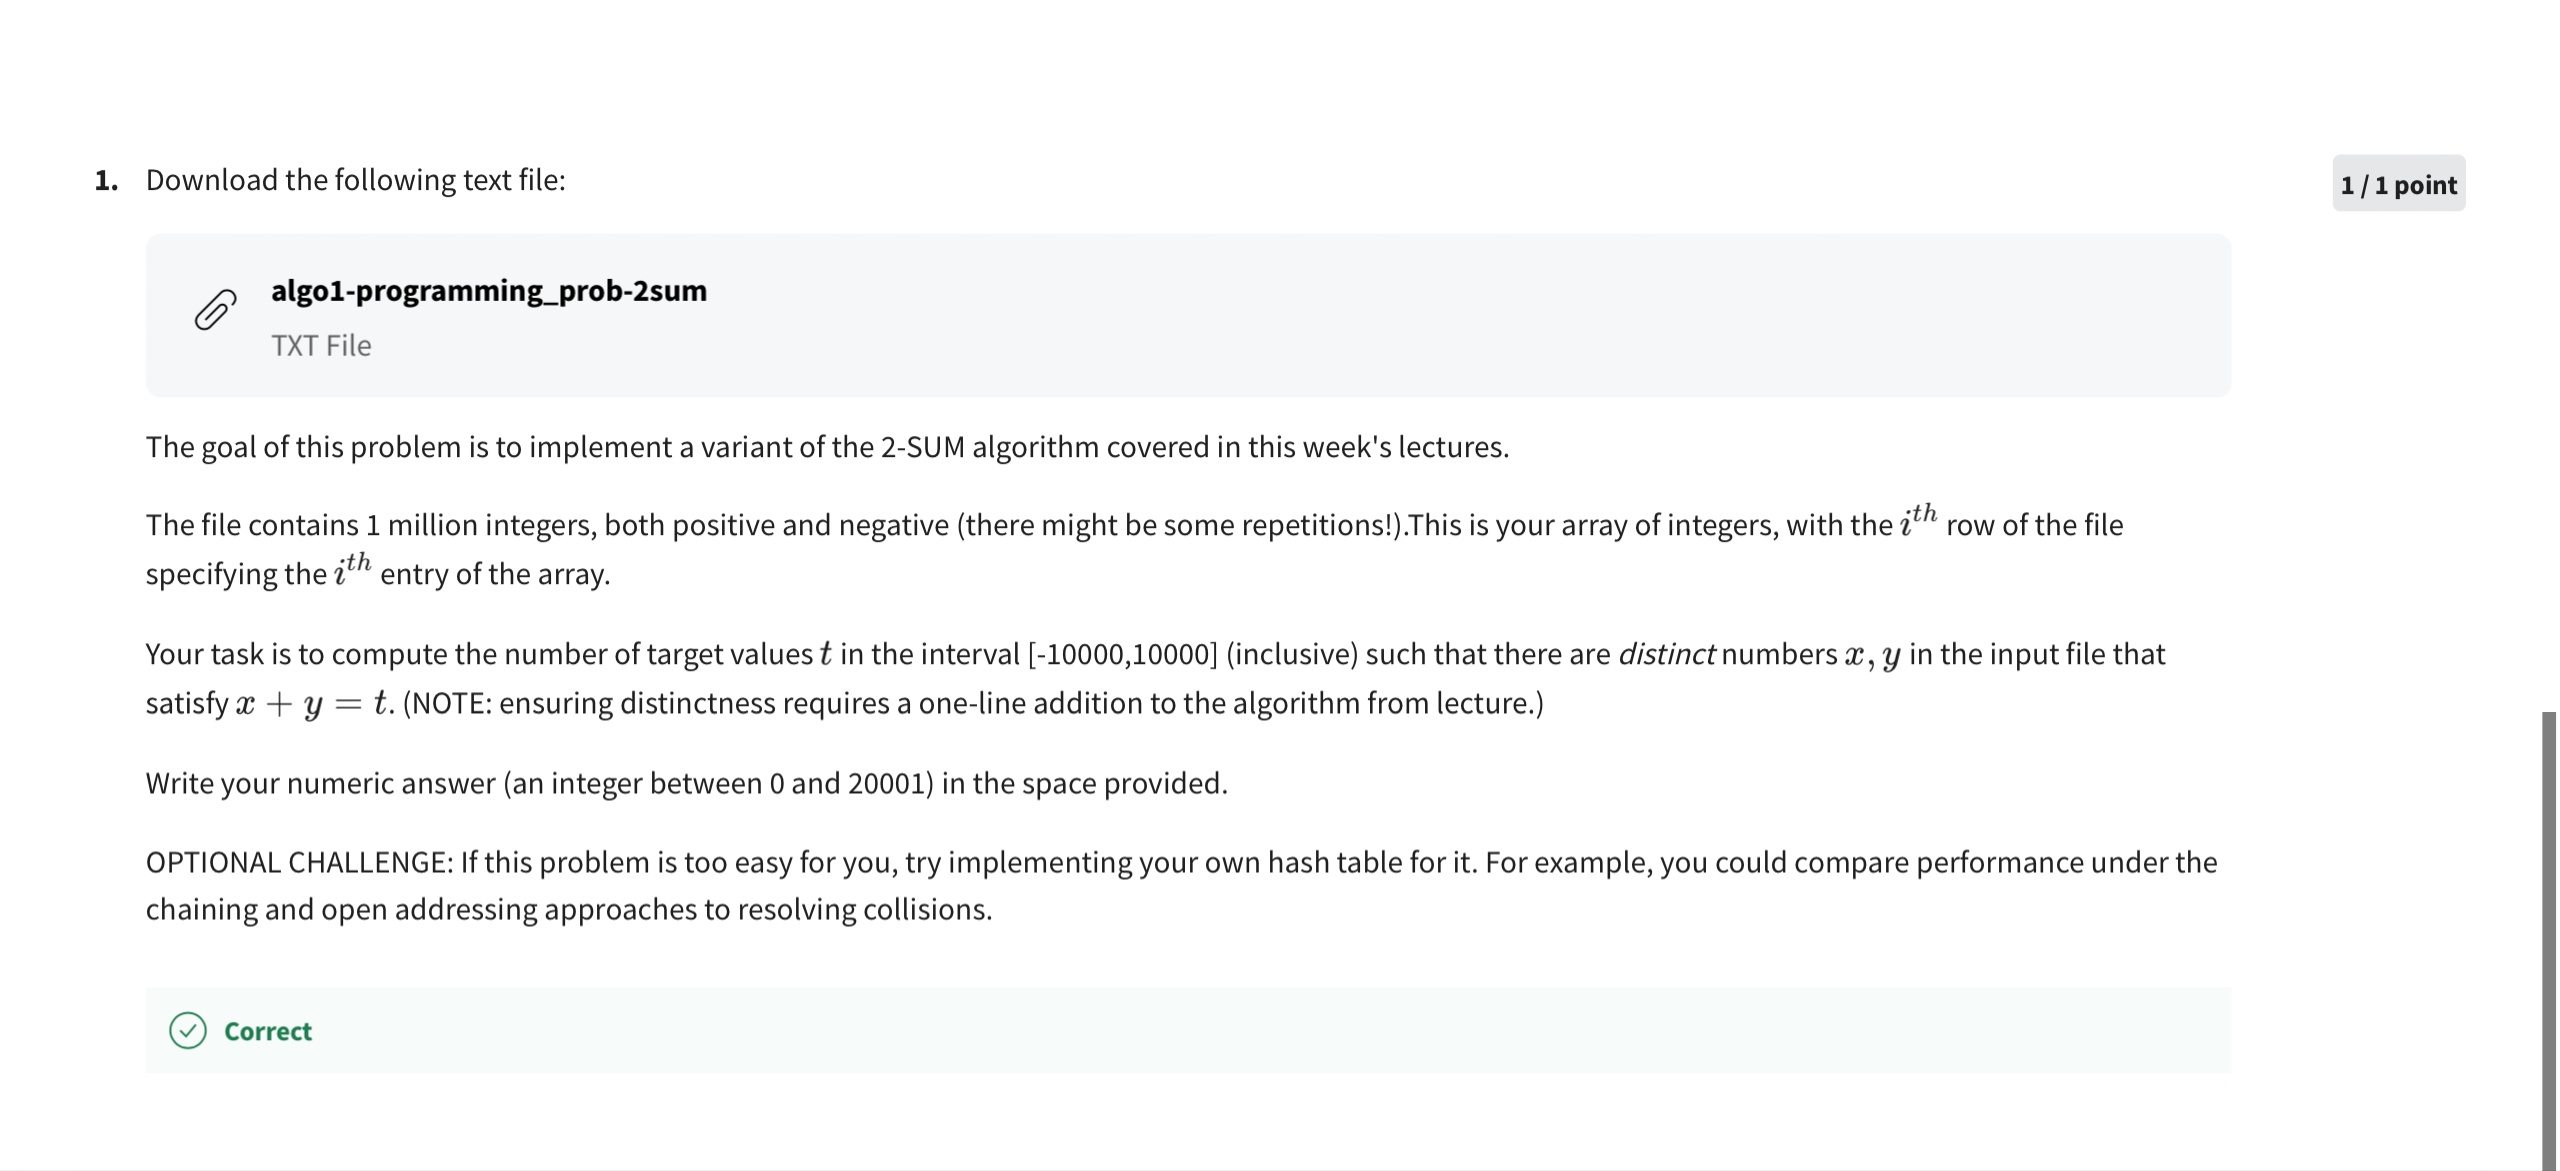 1. Download the following text file:
1 / 1 point
algo1-programming_prob-2sum
TXT File
The goal of this problem is to implement a variant of the 2-SUM algorithm covered in this week's lectures.
The file contains 1 million integers, both positive and negative (there might be some repetitions!).This is your array of integers, with the i^th row of the file
specifying the i^th entry of the array.
Your task is to compute the number of target values t in the interval [-10000,10000] (inclusive) such that there are distinct numbers x, y in the input file that
satisfy x + y = t. (NOTE: ensuring distinctness requires a one-line addition to the algorithm from lecture.)
Write your numeric answer (an integer between 0 and 20001) in the space provided.
OPTIONAL CHALLENGE: If this problem is too easy for you, try implementing your own hash table for it. For example, you could compare performance under the
chaining and open addressing approaches to resolving collisions.
Correct